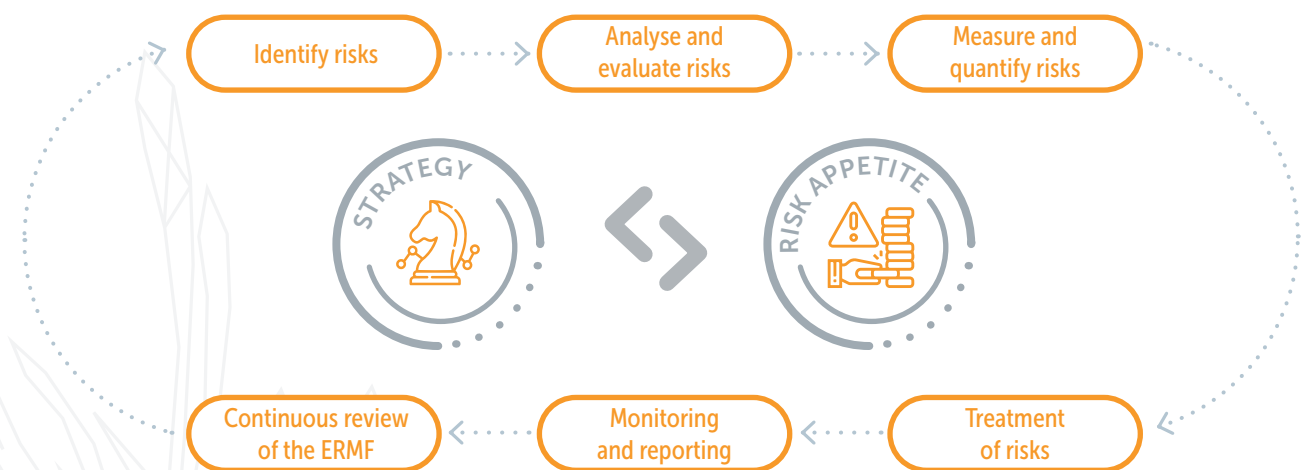 Identify risks
Analyse and
evaluate risks
Measure and
quantify risks
STRATEGY
RISK APPETITE
Continuous review
of the ERMF
Monitoring
and reporting
Treatment
of risks